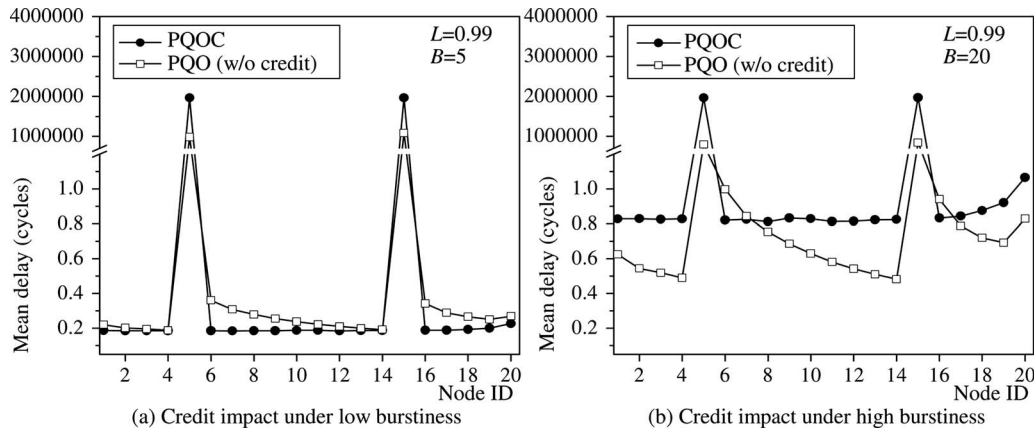 4000000
3000000
2000000
1000000
1.0
0.8
0.6
0.4
0.2
Mean delay (cycles)
PQOC
PQO (w/o credit)
L=0.99
B=5
2 4 6 8 10 12 14 16 18 20
Node ID
(a) Credit impact under low burstiness
4000000
3000000
2000000
1000000
1.0
0.8
0.6
0.4
0.2
Mean delay (cycles)
PQOC
PQO (w/o credit)
L=0.99
B=20
2 4 6 8 10 12 14 16 18 20
Node ID
(b) Credit impact under high burstiness